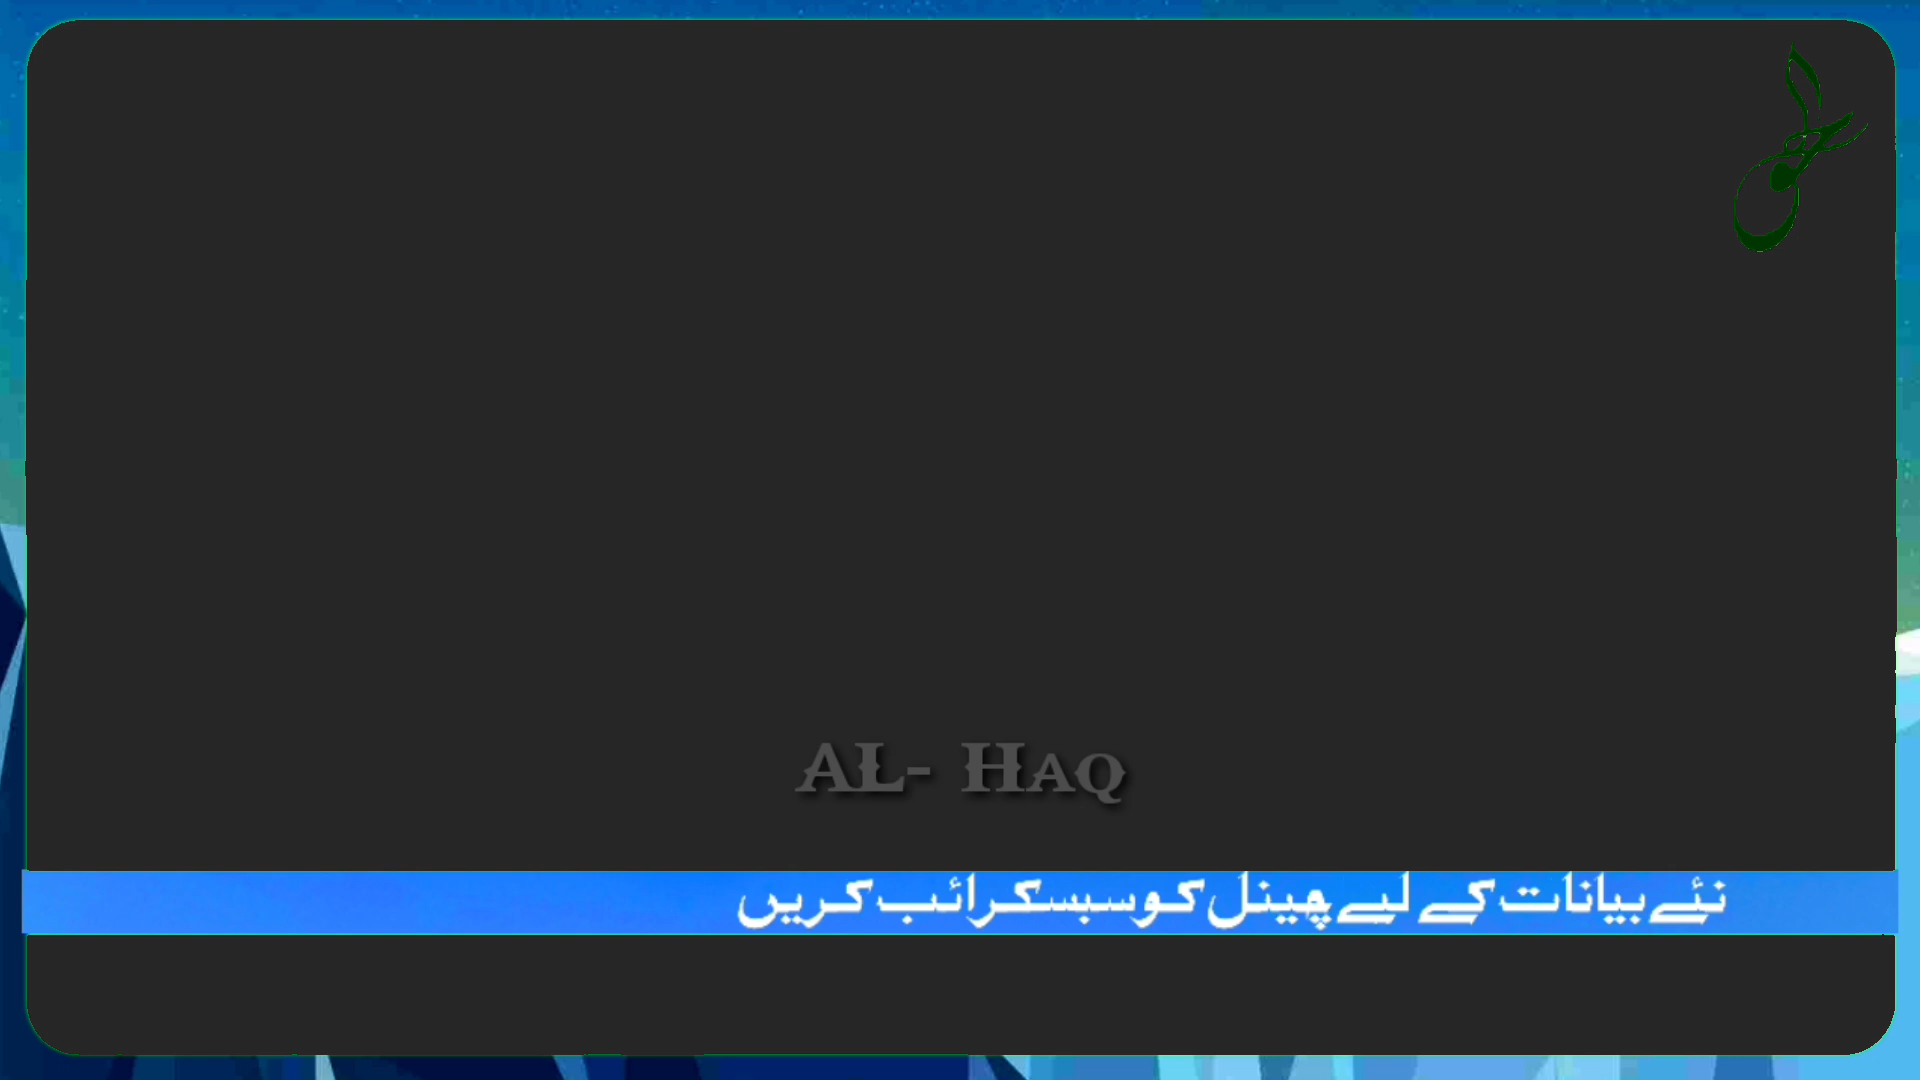 AL- HAQ
نئے بیانات کے لیے چینل کو سبسکرائب کریں